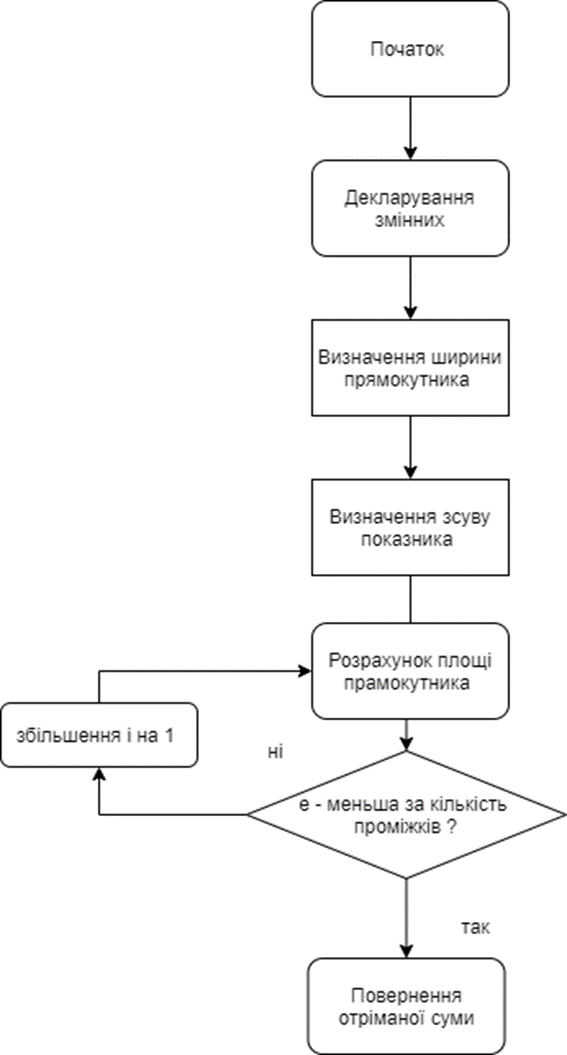 Початок
Декларування
змінних
Визначення ширини
прямокутника
Визначення зсуву
показника
Розрахунок площі
прамокутника
збільшення і на 1
ні
е - меньша за кількість
проміжків ?
так
Повернення
отріманої суми